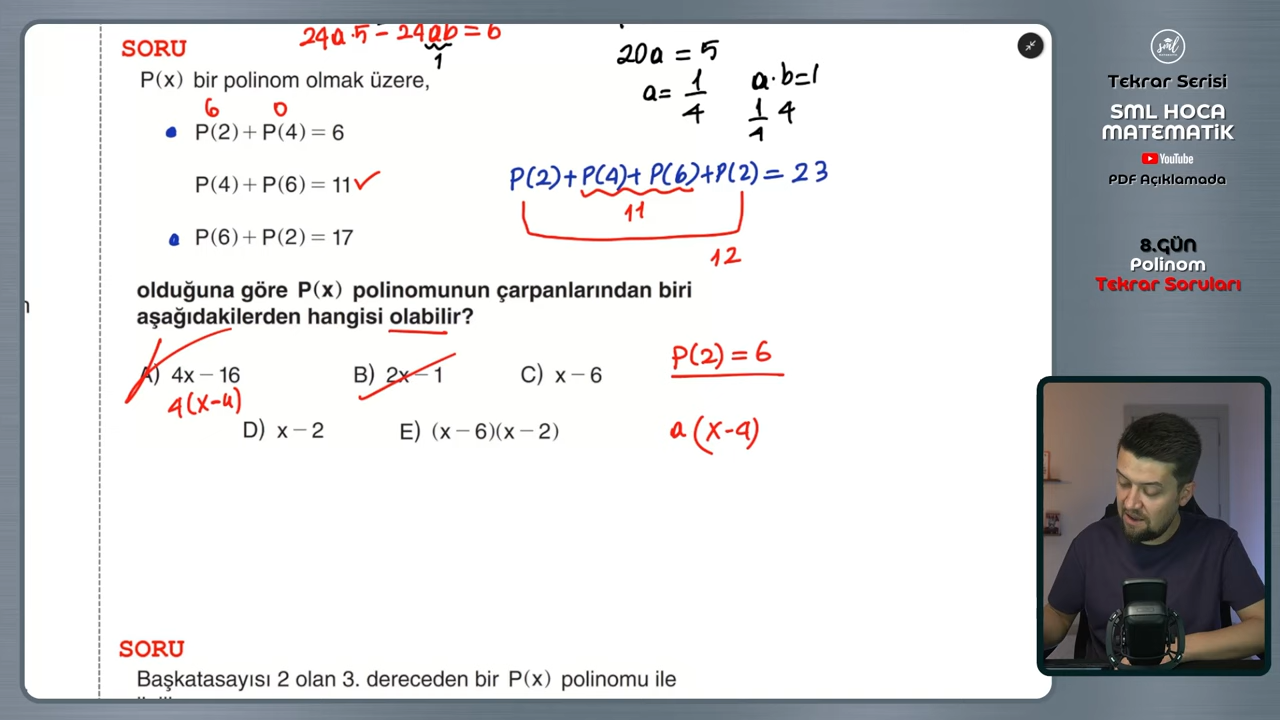 24a·5 - 24ab = 6
1
SORU
20a = 5
a = 1/4
a·b=1
1/4 4
P(x) bir polinom olmak üzere,
6 0
P(2) + P(4) = 6
P(4) + P(6) = 11
P(6) + P(2) = 17
P(2)+P(4)+P(6)+P(2)=23
11
12
olduğuna göre P(x) polinomunun çarpanlarından biri
aşağıdakilerden hangisi olabilir?
A) 4x – 16 B) 2x – 1 C) x – 6
4(x-4)
D) x – 2 E) (x – 6)(x – 2)
P(2) = 6
a(x-4)
SORU
Başkatasayısı 2 olan 3. dereceden bir P(x) polinomu ile
sml
Tekrar Serisi
SML HOCA
MATEMATİK
YouTube
PDF Açıklamada
8.GÜN
Polinom
Tekrar Soruları